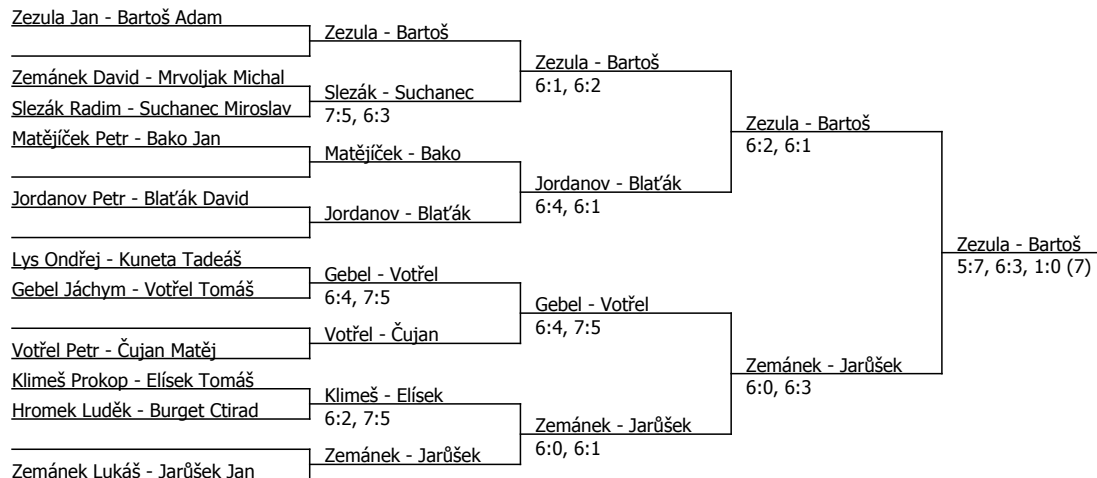 Zezula Jan - Bartoš Adam
Zemánek David - Mrvoljak Michal
Slezák Radim - Suchanec Miroslav
Matějíček Petr - Bako Jan
Jordanov Petr - Blaťák David
Lys Ondřej - Kuneta Tadeáš
Gebel Jáchym - Votřel Tomáš
Votřel Petr - Čujan Matěj
Klimeš Prokop - Elísek Tomáš
Hromek Luděk - Burget Ctirad
Zemánek Lukáš - Jarůšek Jan
Zezula - Bartoš
Slezák - Suchanec
7:5, 6:3
Matějíček - Bako
Jordanov - Blaťák
Gebel - Votřel
6:4, 7:5
Votřel - Čujan
Klimeš - Elísek
6:2, 7:5
Zemánek - Jarůšek
Zezula - Bartoš
6:1, 6:2
Jordanov - Blaťák
6:4, 6:1
Gebel - Votřel
6:4, 7:5
Zemánek - Jarůšek
6:0, 6:1
Zezula - Bartoš
6:2, 6:1
Zemánek - Jarůšek
6:0, 6:3
Zezula - Bartoš
5:7, 6:3, 1:0 (7)